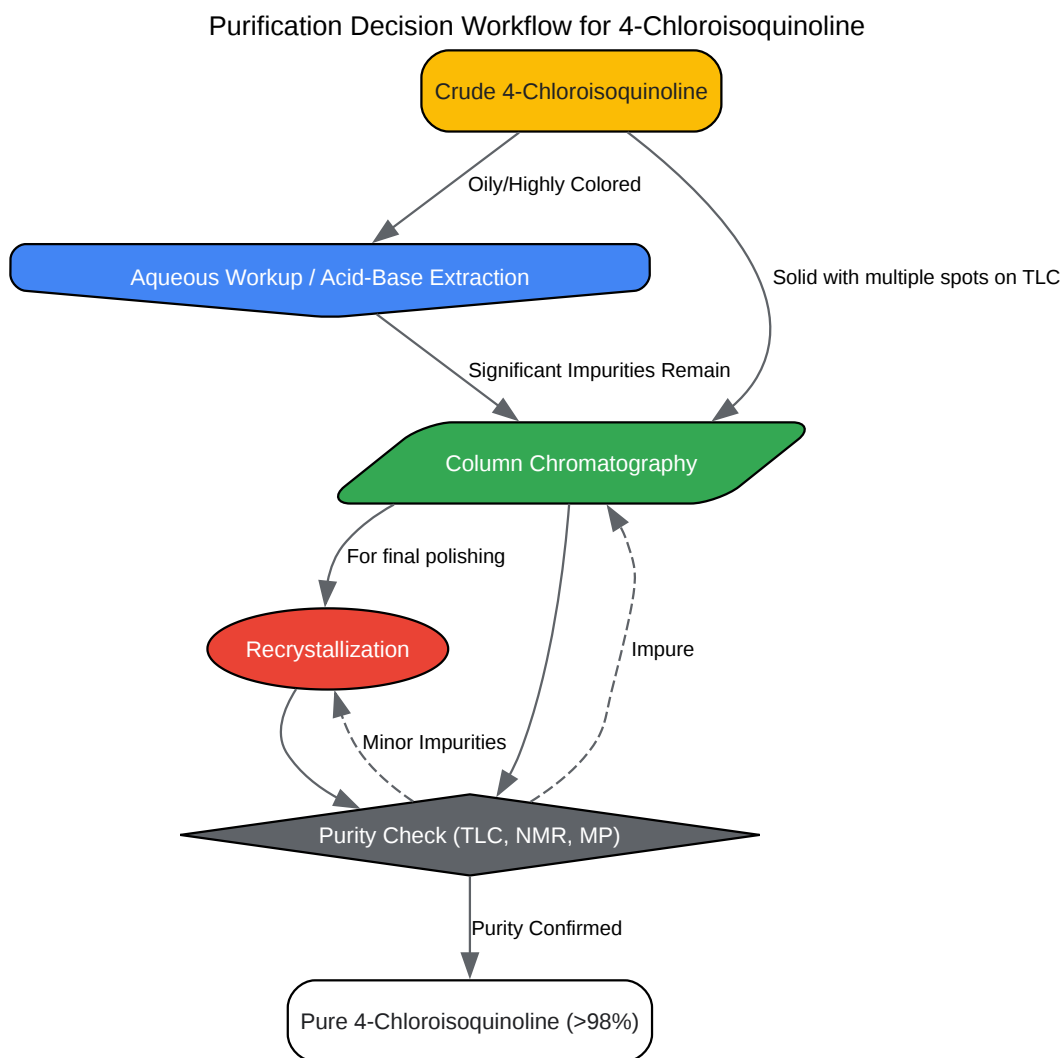 Purification Decision Workflow for 4-Chloroisoquinoline
Crude 4-Chloroisoquinoline
Oily/Highly Colored
Aqueous Workup / Acid-Base Extraction
Solid with multiple spots on TLC
Significant Impurities Remain
Column Chromatography
For final polishing
Recrystallization
Impure
Minor Impurities
Purity Check (TLC, NMR, MP)
Purity Confirmed
Pure 4-Chloroisoquinoline (>98%)